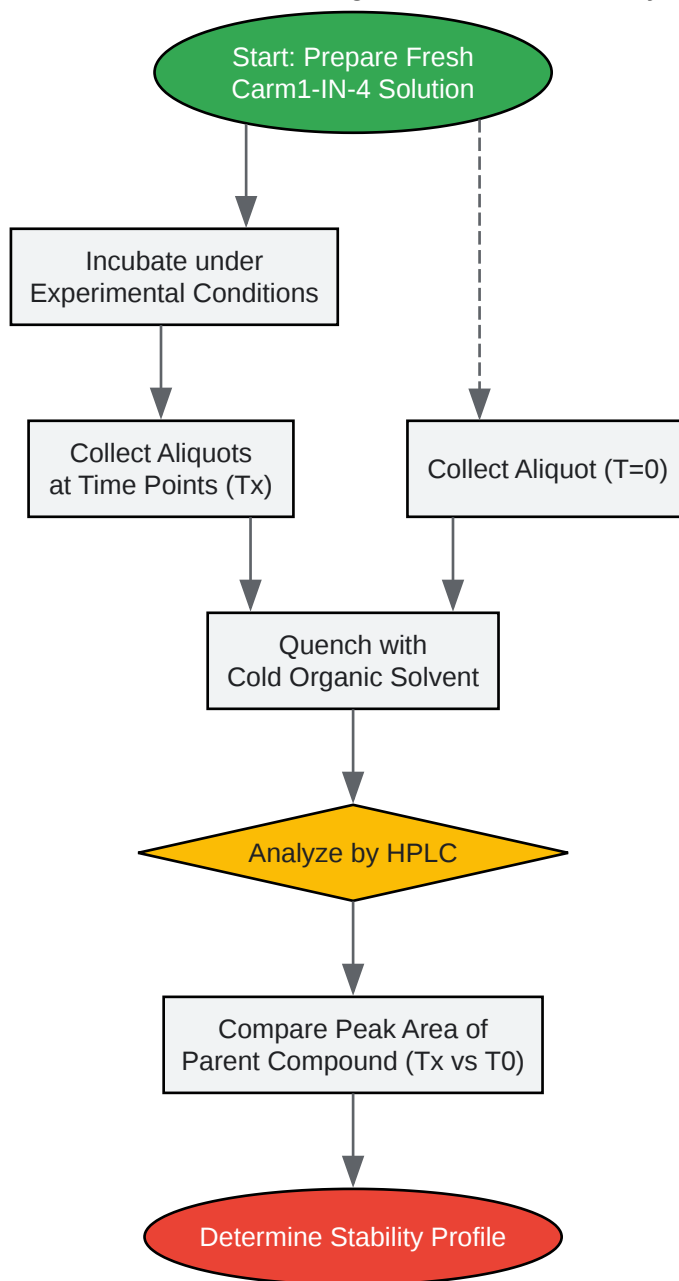 Start: Prepare Fresh
Carm1-IN-4 Solution
Incubate under
Experimental Conditions
Collect Aliquots
at Time Points (Tx)
Collect Aliquot (T=0)
Quench with
Cold Organic Solvent
Analyze by HPLC
Compare Peak Area of
Parent Compound (Tx vs T0)
Determine Stability Profile